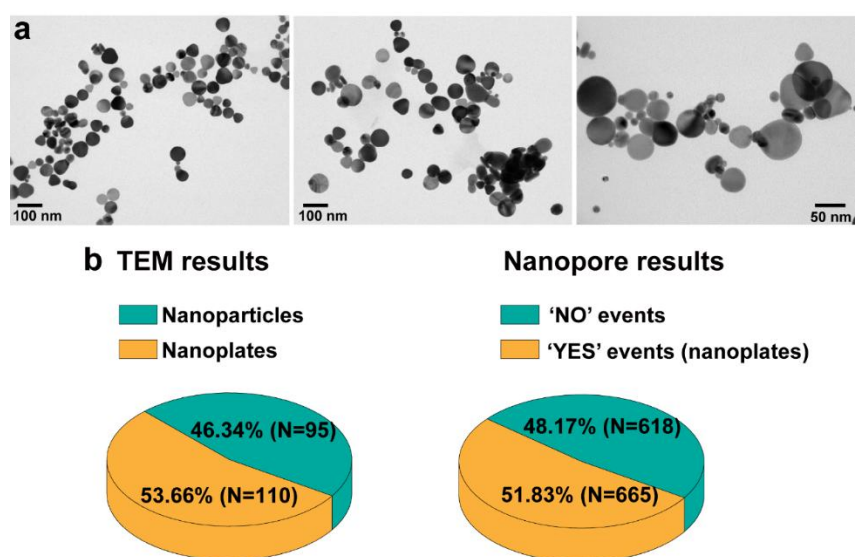 a
100 nm
100 nm
50 nm
b TEM results
Nanoparticles
Nanoplates
46.34% (N=95)
53.66% (N=110)
Nanopore results
‘NO’ events
‘YES’ events (nanoplates)
48.17% (N=618)
51.83% (N=665)